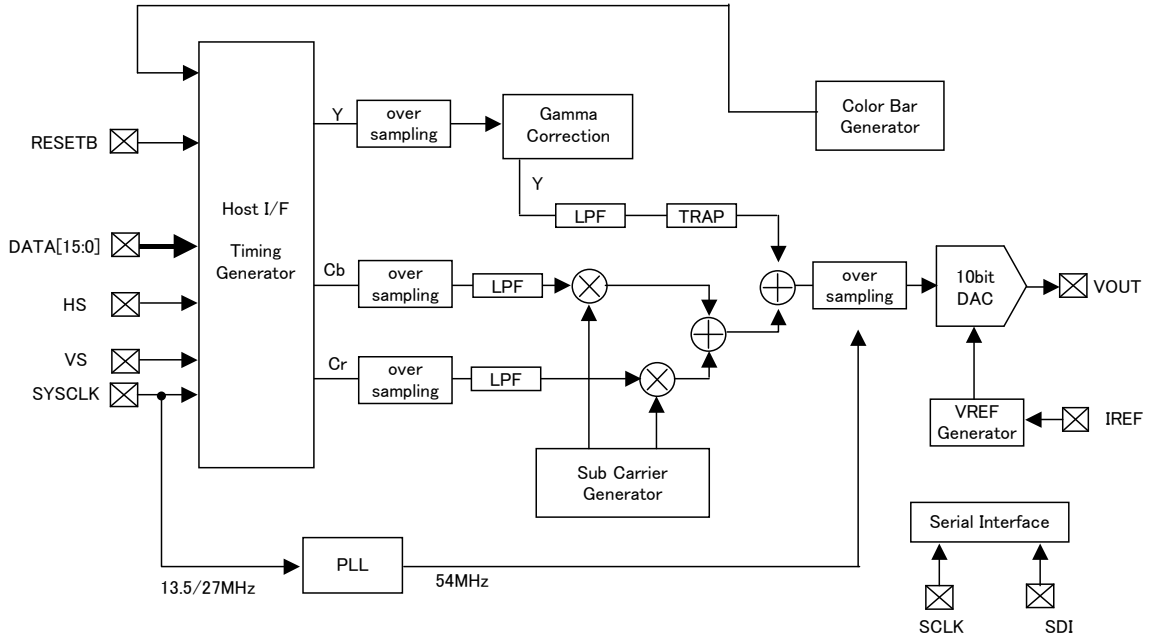 RESETB
DATA[15:0]
HS
VS
SYSCLK
Host I/F
Timing
Generator
Y
over
sampling
Gamma
Correction
Color Bar
Generator
Y
LPF
TRAP
Cb
over
sampling
LPF
over
sampling
10bit
DAC
VOUT
Cr
over
sampling
LPF
VREF
Generator
IREF
Sub Carrier
Generator
Serial Interface
PLL
13.5/27MHz
54MHz
SCLK
SDI